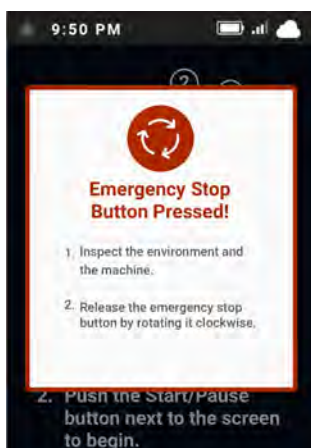 9:50 PM
?
Emergency Stop
Button Pressed!
1. Inspect the environment and
the machine.
2. Release the emergency stop
button by rotating it clockwise.
2. Push the Start/Pause
button next to the screen
to begin.